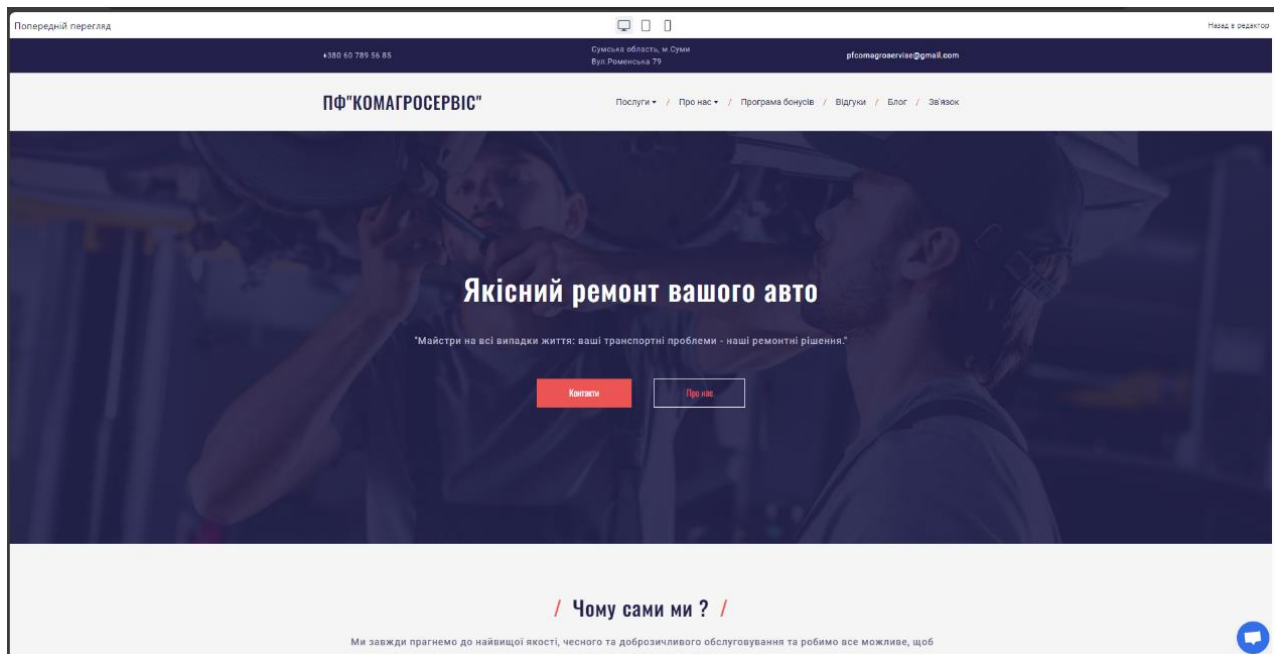 Попередній перегляд
Назад в редактор
+380 60 789 56 85
Сумська область, м.Суми
Вул.Роменська 79
pfcomagroservise@gmail.com
ПФ"КОМАГРОСЕРВІС"
Послуги / Про нас / Програма бонусів / Відгуки / Блог / Зв'язок
Якісний ремонт вашого авто
"Майстри на всі випадки життя: ваші транспортні проблеми - наші ремонтні рішення."
Контакти
Про нас
/ Чому сами ми ? /
Ми завжди прагнемо до найвищої якості, чесного та доброзичливого обслуговування та робимо все можливе, щоб